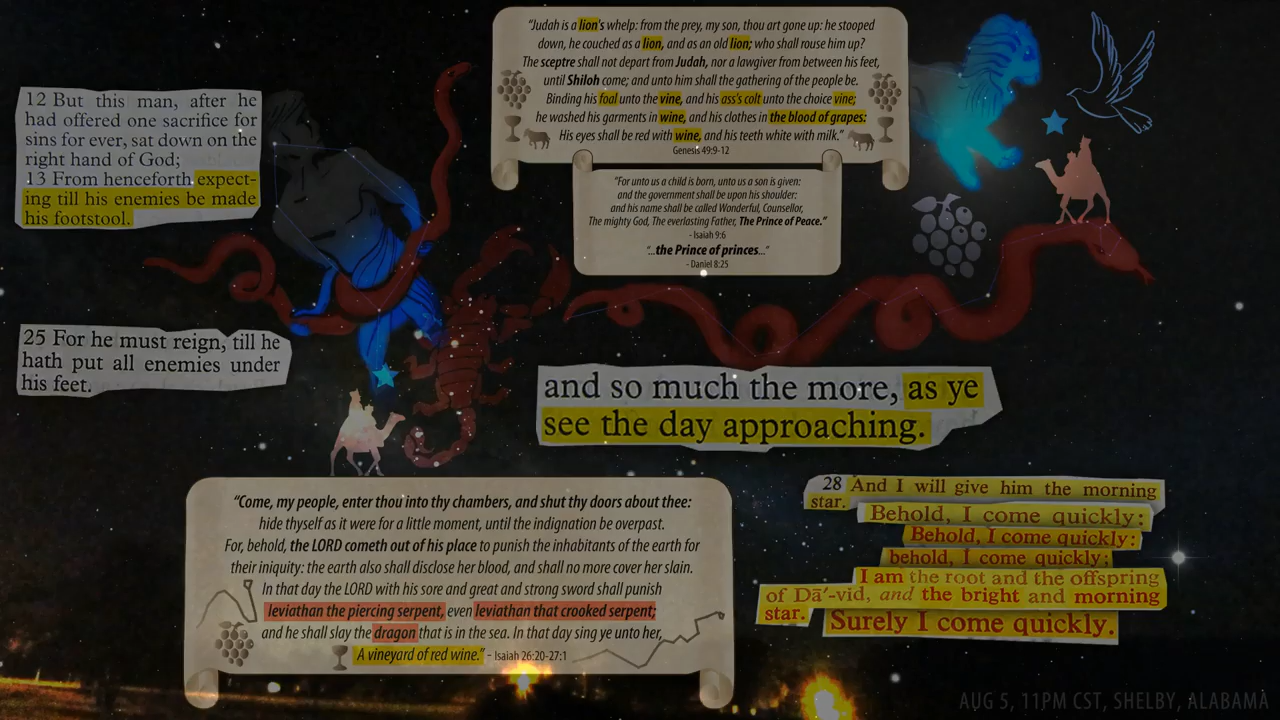 "Judah is a lion's whelp: from the prey, my son, thou art gone up: he stooped
down, he couched as a lion, and as an old lion; who shall rouse him up?
The sceptre shall not depart from Judah, nor a lawgiver from between his feet,
until Shiloh come; and unto him shall the gathering of the people be.
Binding his foal unto the vine, and his ass's colt unto the choice vine;
he washed his garments in wine, and his clothes in the blood of grapes:
His eyes shall be red with wine, and his teeth white with milk."
Genesis 49:9-12
12 But this man, after he
had offered one sacrifice for
sins for ever, sat down on the
right hand of God;
13 From henceforth expect-
ing till his enemies be made
his footstool.
"For unto us a child is born, unto us a son is given:
and the government shall be upon his shoulder:
and his name shall be called Wonderful, Counsellor,
The mighty God, The everlasting Father, The Prince of Peace."
- Isaiah 9:6
"...the Prince of princes..."
- Daniel 8:25
25 For he must reign, till he
hath put all enemies under
his feet.
and so much the more, as ye
see the day approaching.
"Come, my people, enter thou into thy chambers, and shut thy doors about thee:
hide thyself as it were for a little moment, until the indignation be overpast.
For, behold, the LORD cometh out of his place to punish the inhabitants of the earth for
their iniquity: the earth also shall disclose her blood, and shall no more cover her slain.
In that day the LORD with his sore and great and strong sword shall punish
leviathan the piercing serpent, even leviathan that crooked serpent;
and he shall slay the dragon that is in the sea. In that day sing ye unto her,
A vineyard of red wine." - Isaiah 26:20-27:1
28 And I will give him the morning
star.
Behold, I come quickly:
Behold, I come quickly:
behold, I come quickly:
I am the root and the offspring
of Dā'-vid, and the bright and morning
star.
Surely I come quickly.
AUG 5, 11PM CST, SHELBY, ALABAMA